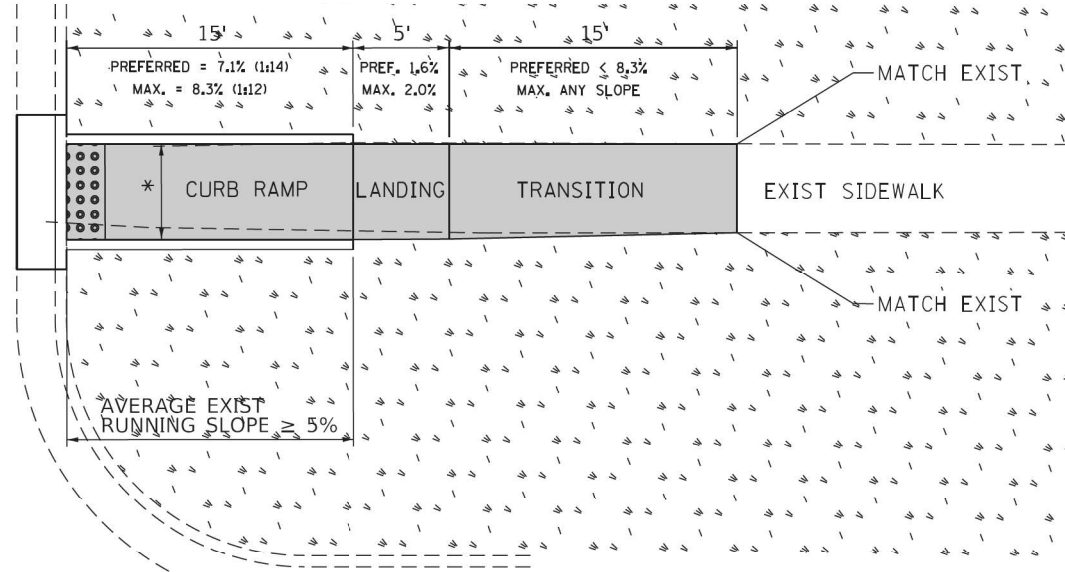 15'
5'
15'
PREFERRED = 7.1% (1:14)
MAX. = 8.3% (1:12)
PREF. 1.6%
MAX. 2.0%
PREFERRED < 8.3%
MAX. ANY SLOPE
MATCH EXIST
*
CURB RAMP
LANDING
TRANSITION
EXIST SIDEWALK
MATCH EXIST
AVERAGE EXIST
RUNNING SLOPE ≥ 5%